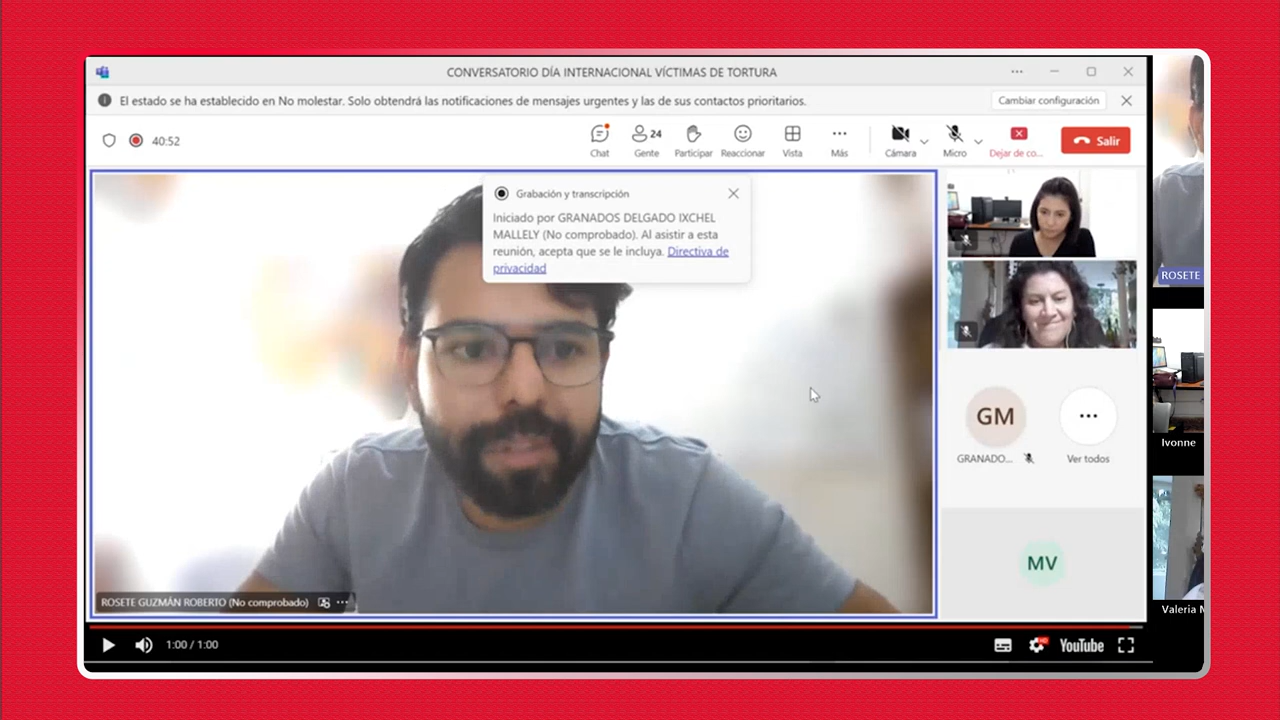 CONVERSATORIO DÍA INTERNACIONAL VÍCTIMAS DE TORTURA
El estado se ha establecido en No molestar. Solo obtendrá las notificaciones de mensajes urgentes y las de sus contactos prioritarios.
Cambiar configuración
40:52
Chat
Gente
24
Participar
Reaccionar
Vista
Más
Cámara
Micro
Dejar de co...
Salir
Grabación y transcripción
Iniciado por GRANADOS DELGADO IXCHEL
MALLELY (No comprobado). Al asistir a esta
reunión, acepta que se le incluya. Directiva de
privacidad
ROSETE
GM
GRANADO...
Ver todos
Ivonne
MV
Valeria
ROSETE GUZMÁN ROBERTO (No comprobado)
1:00 / 1:00
HD
YouTube